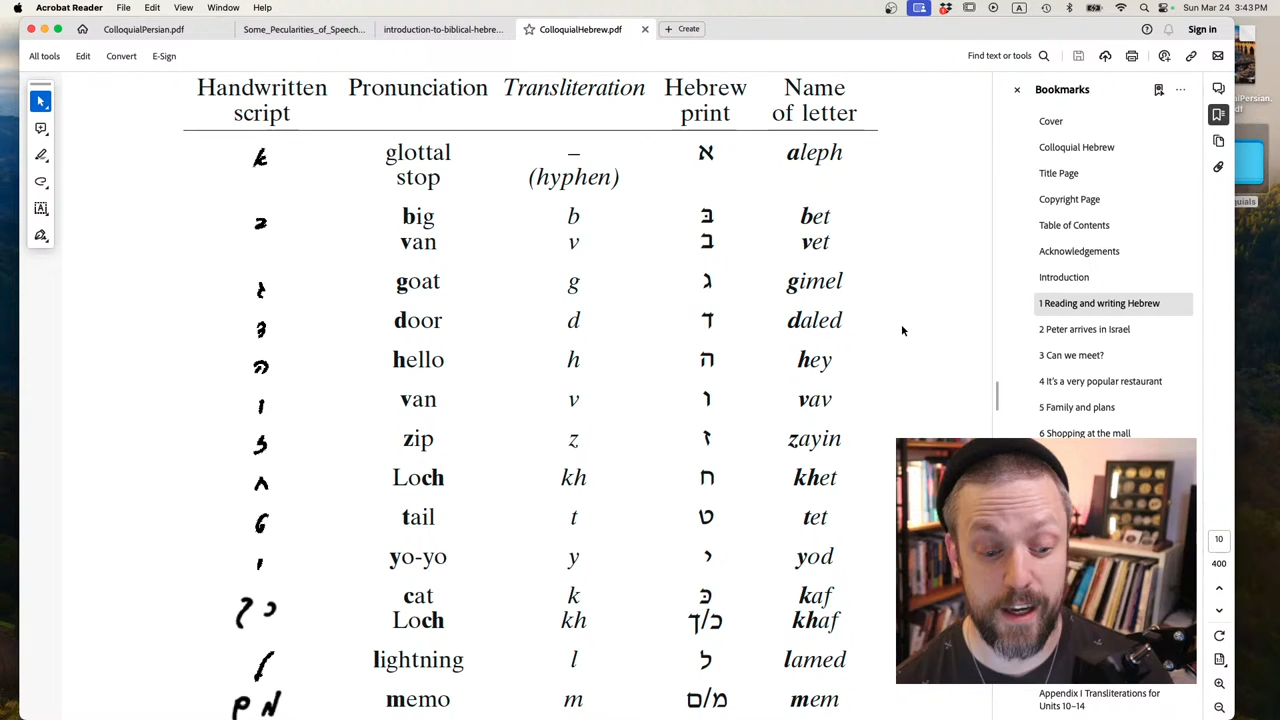 Acrobat Reader File Edit View Window Help
A Sun Mar 24 3:43 PM
ColloquialPersian.pdf Some_Pecularities_of_Speech... introduction-to-biblical-hebre... ColloquialHebrew.pdf Create Sign in
All tools Edit Convert E-Sign Find text or tools
Handwritten script Pronunciation Transliteration Hebrew print Name of letter
א glottal stop – (hyphen) א aleph
ב big b בּ bet
van v ב vet
ג goat g ג gimel
ד door d ד daled
ה hello h ה hey
ו van v ו vav
ז zip z ז zayin
ח Loch kh ח khet
ט tail t ט tet
י yo-yo y י yod
ך כ cat k כּ kaf
Loch kh כ/ך khaf
ל lightning l ל lamed
ם מ memo m מ/ם mem
Bookmarks
Cover
Colloquial Hebrew
Title Page
Copyright Page
Table of Contents
Acknowledgements
Introduction
1 Reading and writing Hebrew
2 Peter arrives in Israel
3 Can we meet?
4 It's a very popular restaurant
5 Family and plans
6 Shopping at the mall
Appendix I Transliterations for
Units 10–14
10
400